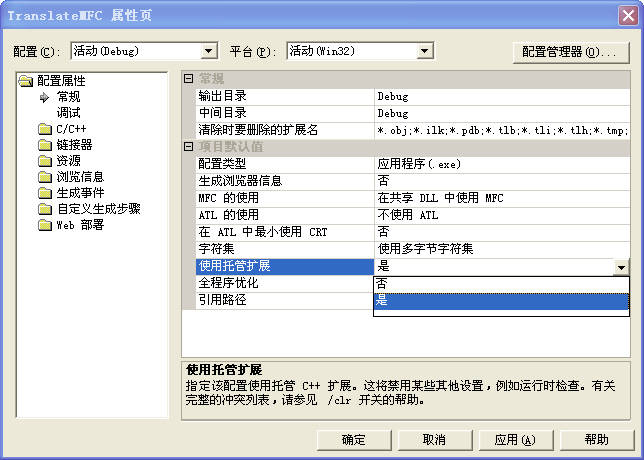 TranslateMFC 属性页
配置(C): 活动(Debug) 平台(P): 活动(Win32) 配置管理器(O)...
配置属性
常规
调试
C/C++
链接器
资源
浏览信息
生成事件
自定义生成步骤
Web 部署
常规
输出目录 Debug
中间目录 Debug
清除时要删除的扩展名 *.obj;*.ilk;*.pdb;*.tlb;*.tli;*.tlh;*.tmp;
项目默认值
配置类型 应用程序(.exe)
生成浏览器信息 否
MFC 的使用 在共享 DLL 中使用 MFC
ATL 的使用 不使用 ATL
在 ATL 中最小使用 CRT 否
字符集 使用多字节字符集
使用托管扩展 是
全程序优化 否
引用路径 是
使用托管扩展
指定该配置使用托管 C++ 扩展。这将禁用某些其他设置，例如运行时检查。有关
完整的冲突列表，请参见 /clr 开关的帮助。
确定 取消 应用(A) 帮助